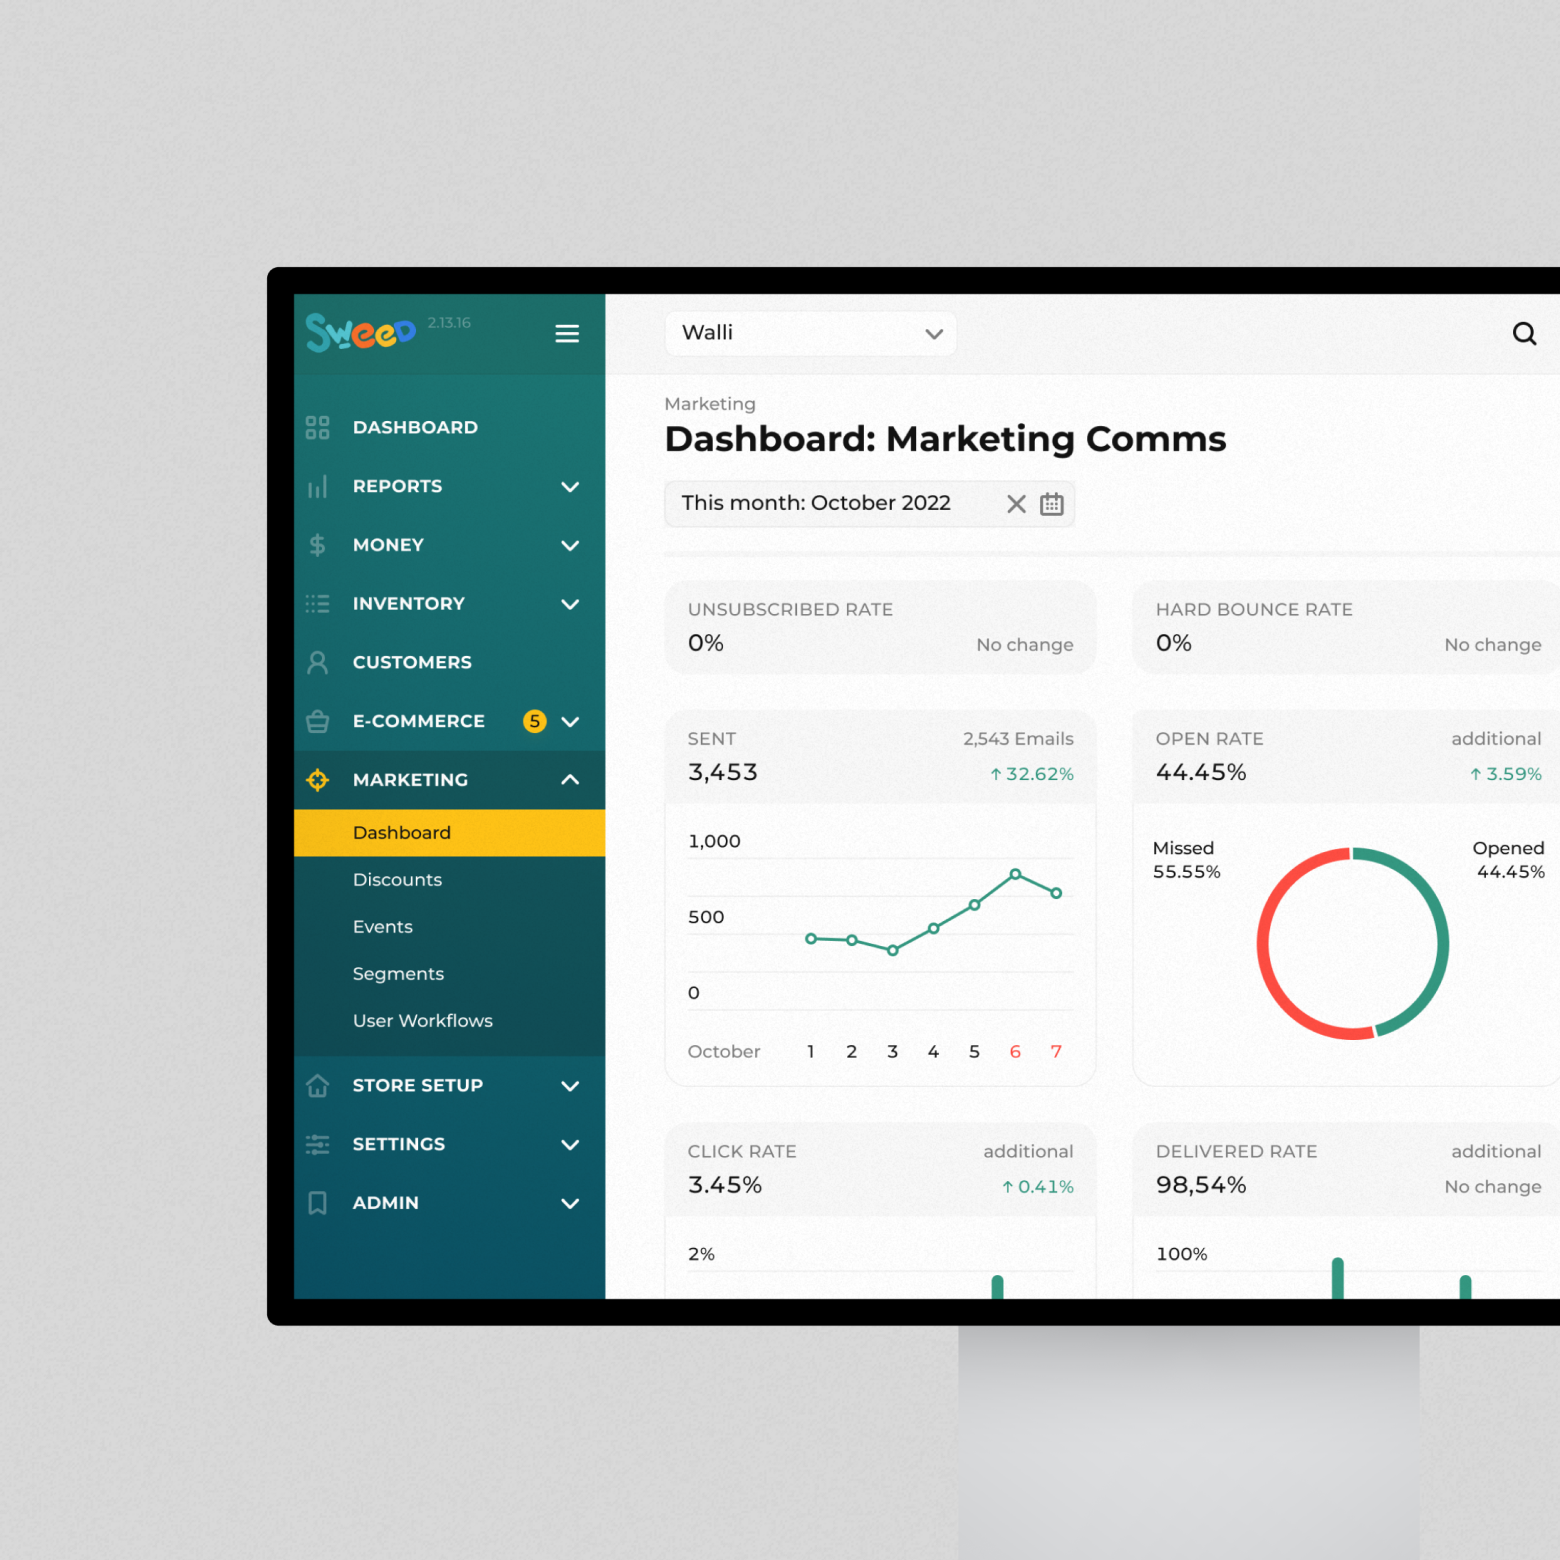 Sweed 2.13.16
DASHBOARD
REPORTS
MONEY
INVENTORY
CUSTOMERS
E-COMMERCE 5
MARKETING
Dashboard
Discounts
Events
Segments
User Workflows
STORE SETUP
SETTINGS
ADMIN
Walli
Marketing
Dashboard: Marketing Comms
This month: October 2022
UNSUBSCRIBED RATE
0% No change
HARD BOUNCE RATE
0% No change
SENT 2,543 Emails
3,453 ↑ 32.62%
1,000
500
0
October 1 2 3 4 5 6 7
OPEN RATE additional
44.45% ↑ 3.59%
Missed Opened
55.55% 44.45%
CLICK RATE additional
3.45% ↑ 0.41%
2%
DELIVERED RATE additional
98,54% No change
100%